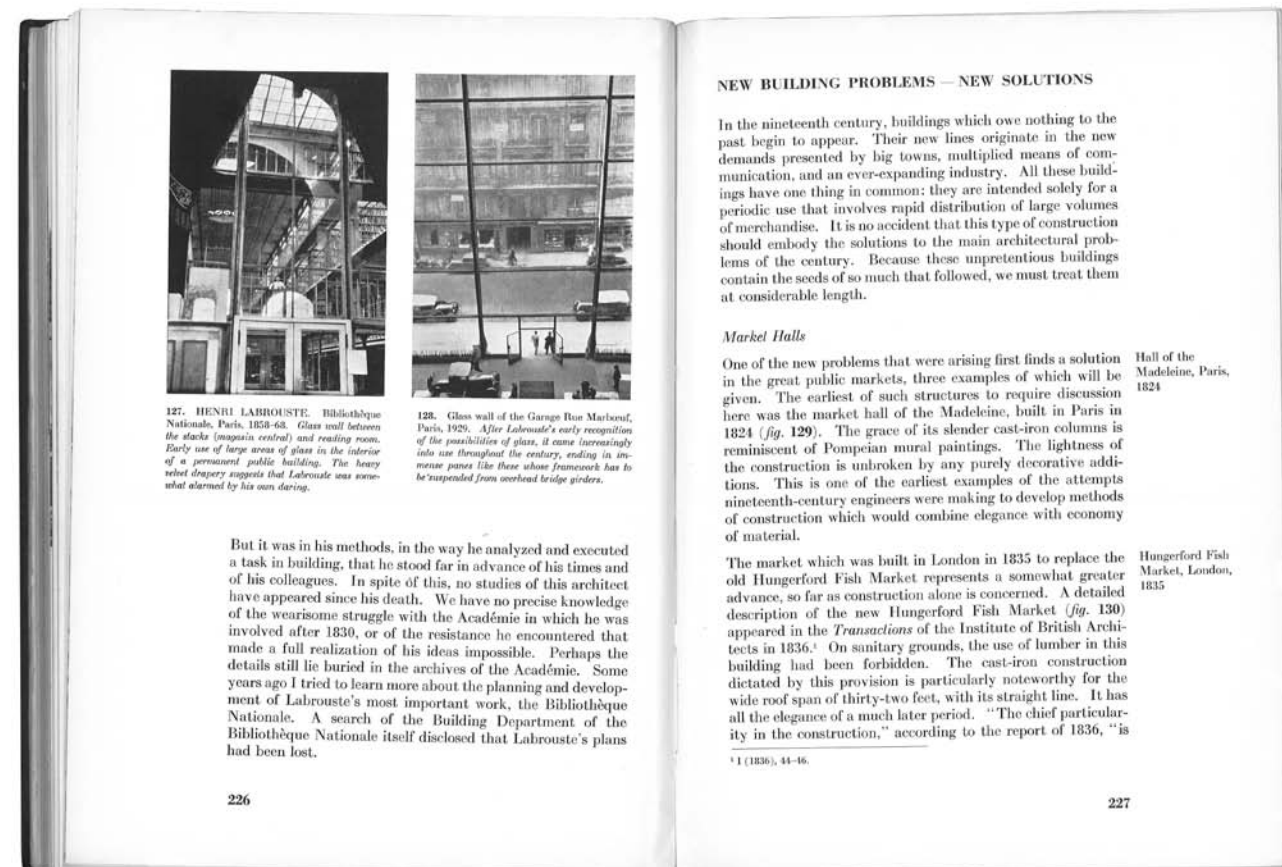 127. HENRI LABROUSTE. Bibliothèque
Nationale, Paris, 1858–68. Glass wall between
the stacks (magasin central) and reading room.
Early use of large areas of glass in the interior
of a permanent public building. The heavy
velvet drapery suggests that Labrouste was some-
what alarmed by his own daring.
128. Glass wall of the Garage Rue Marbœuf,
Paris, 1929. After Labrouste's early recognition
of the possibilities of glass, it came increasingly
into use throughout the century, ending in im-
mense panes like these whose framework has to
be suspended from overhead bridge girders.
But it was in his methods, in the way he analyzed and executed
a task in building, that he stood far in advance of his times and
of his colleagues. In spite of this, no studies of this architect
have appeared since his death. We have no precise knowledge
of the wearisome struggle with the Académie in which he was
involved after 1830, or of the resistance he encountered that
made a full realization of his ideas impossible. Perhaps the
details still lie buried in the archives of the Académie. Some
years ago I tried to learn more about the planning and develop-
ment of Labrouste's most important work, the Bibliothèque
Nationale. A search of the Building Department of the
Bibliothèque Nationale itself disclosed that Labrouste's plans
had been lost.
226
NEW BUILDING PROBLEMS — NEW SOLUTIONS
In the nineteenth century, buildings which owe nothing to the
past begin to appear. Their new lines originate in the new
demands presented by big towns, multiplied means of com-
munication, and an ever-expanding industry. All these build-
ings have one thing in common: they are intended solely for a
periodic use that involves rapid distribution of large volumes
of merchandise. It is no accident that this type of construction
should embody the solutions to the main architectural prob-
lems of the century. Because these unpretentious buildings
contain the seeds of so much that followed, we must treat them
at considerable length.
Market Halls
One of the new problems that were arising first finds a solution
in the great public markets, three examples of which will be
given. The earliest of such structures to require discussion
here was the market hall of the Madeleine, built in Paris in
1824 (fig. 129). The grace of its slender cast-iron columns is
reminiscent of Pompeian mural paintings. The lightness of
the construction is unbroken by any purely decorative addi-
tions. This is one of the earliest examples of the attempts
nineteenth-century engineers were making to develop methods
of construction which would combine elegance with economy
of material.
Hall of the
Madeleine, Paris,
1824
The market which was built in London in 1835 to replace the
old Hungerford Fish Market represents a somewhat greater
advance, so far as construction alone is concerned. A detailed
description of the new Hungerford Fish Market (fig. 130)
appeared in the Transactions of the Institute of British Archi-
tects in 1836.¹ On sanitary grounds, the use of lumber in this
building had been forbidden. The cast-iron construction
dictated by this provision is particularly noteworthy for the
wide roof span of thirty-two feet, with its straight line. It has
all the elegance of a much later period. "The chief particular-
ity in the construction," according to the report of 1836, "is
Hungerford Fish
Market, London,
1835
¹ I (1836), 44–46.
227